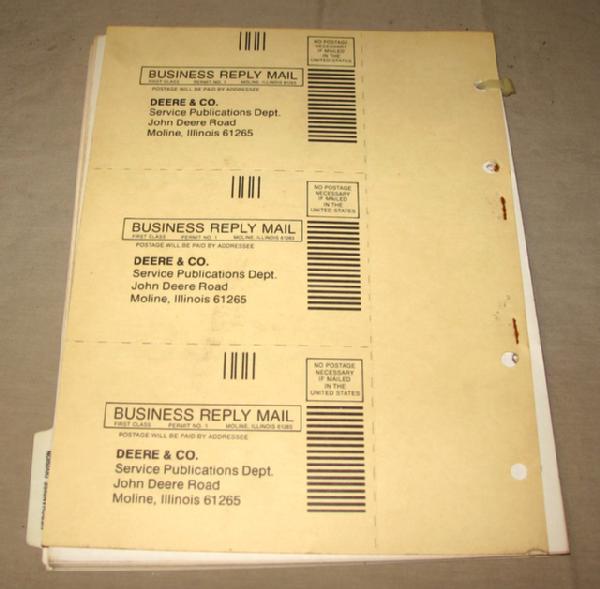 NO POSTAGE
NECESSARY
IF MAILED
IN THE
UNITED STATES
BUSINESS REPLY MAIL
FIRST CLASS PERMIT NO. 1 MOLINE, ILLINOIS 61265
POSTAGE WILL BE PAID BY ADDRESSEE
DEERE & CO.
Service Publications Dept.
John Deere Road
Moline, Illinois 61265
NO POSTAGE
NECESSARY
IF MAILED
IN THE
UNITED STATES
BUSINESS REPLY MAIL
FIRST CLASS PERMIT NO. 1 MOLINE, ILLINOIS 61265
POSTAGE WILL BE PAID BY ADDRESSEE
DEERE & CO.
Service Publications Dept.
John Deere Road
Moline, Illinois 61265
NO POSTAGE
NECESSARY
IF MAILED
IN THE
UNITED STATES
BUSINESS REPLY MAIL
FIRST CLASS PERMIT NO. 1 MOLINE, ILLINOIS 61265
POSTAGE WILL BE PAID BY ADDRESSEE
DEERE & CO.
Service Publications Dept.
John Deere Road
Moline, Illinois 61265